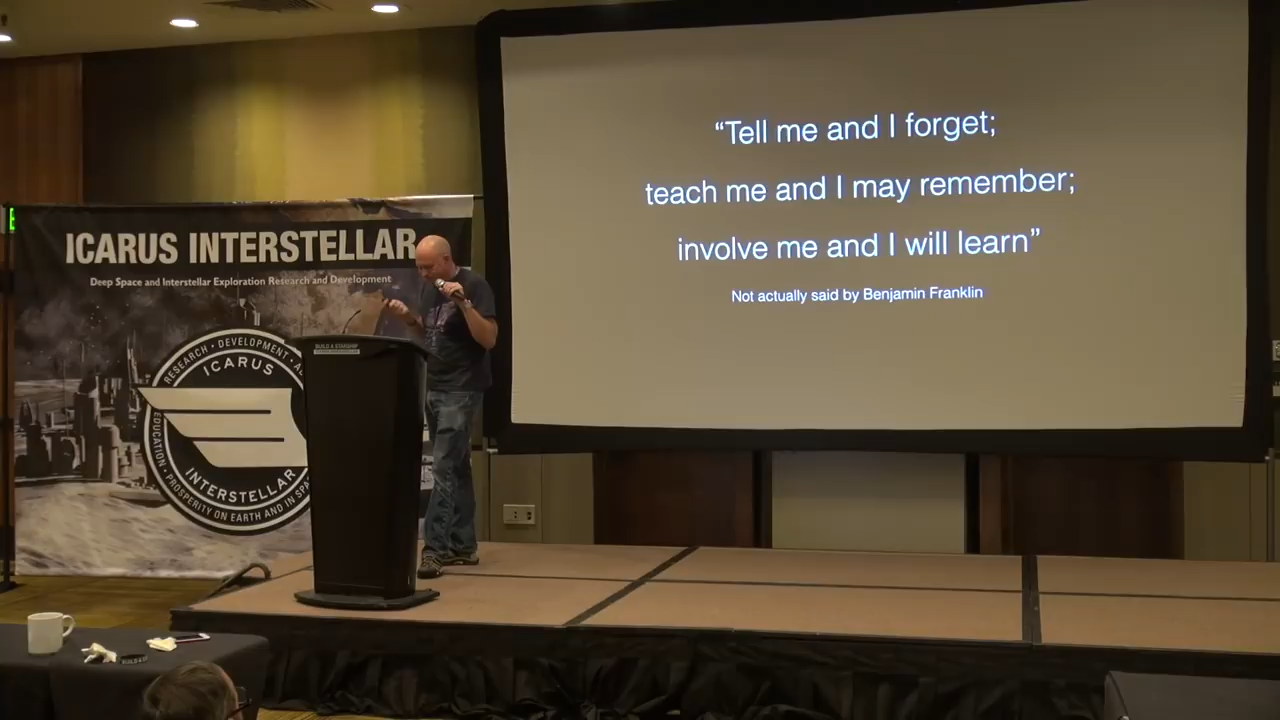 “Tell me and I forget;
teach me and I may remember;
involve me and I will learn”
Not actually said by Benjamin Franklin
ICARUS INTERSTELLAR
Deep Space and Interstellar Exploration Research and Development
RESEARCH • DEVELOPMENT •
ICARUS
INTERSTELLAR
EDUCATION • PROSPERITY ON EARTH AND IN
BUILD A STARSHIP